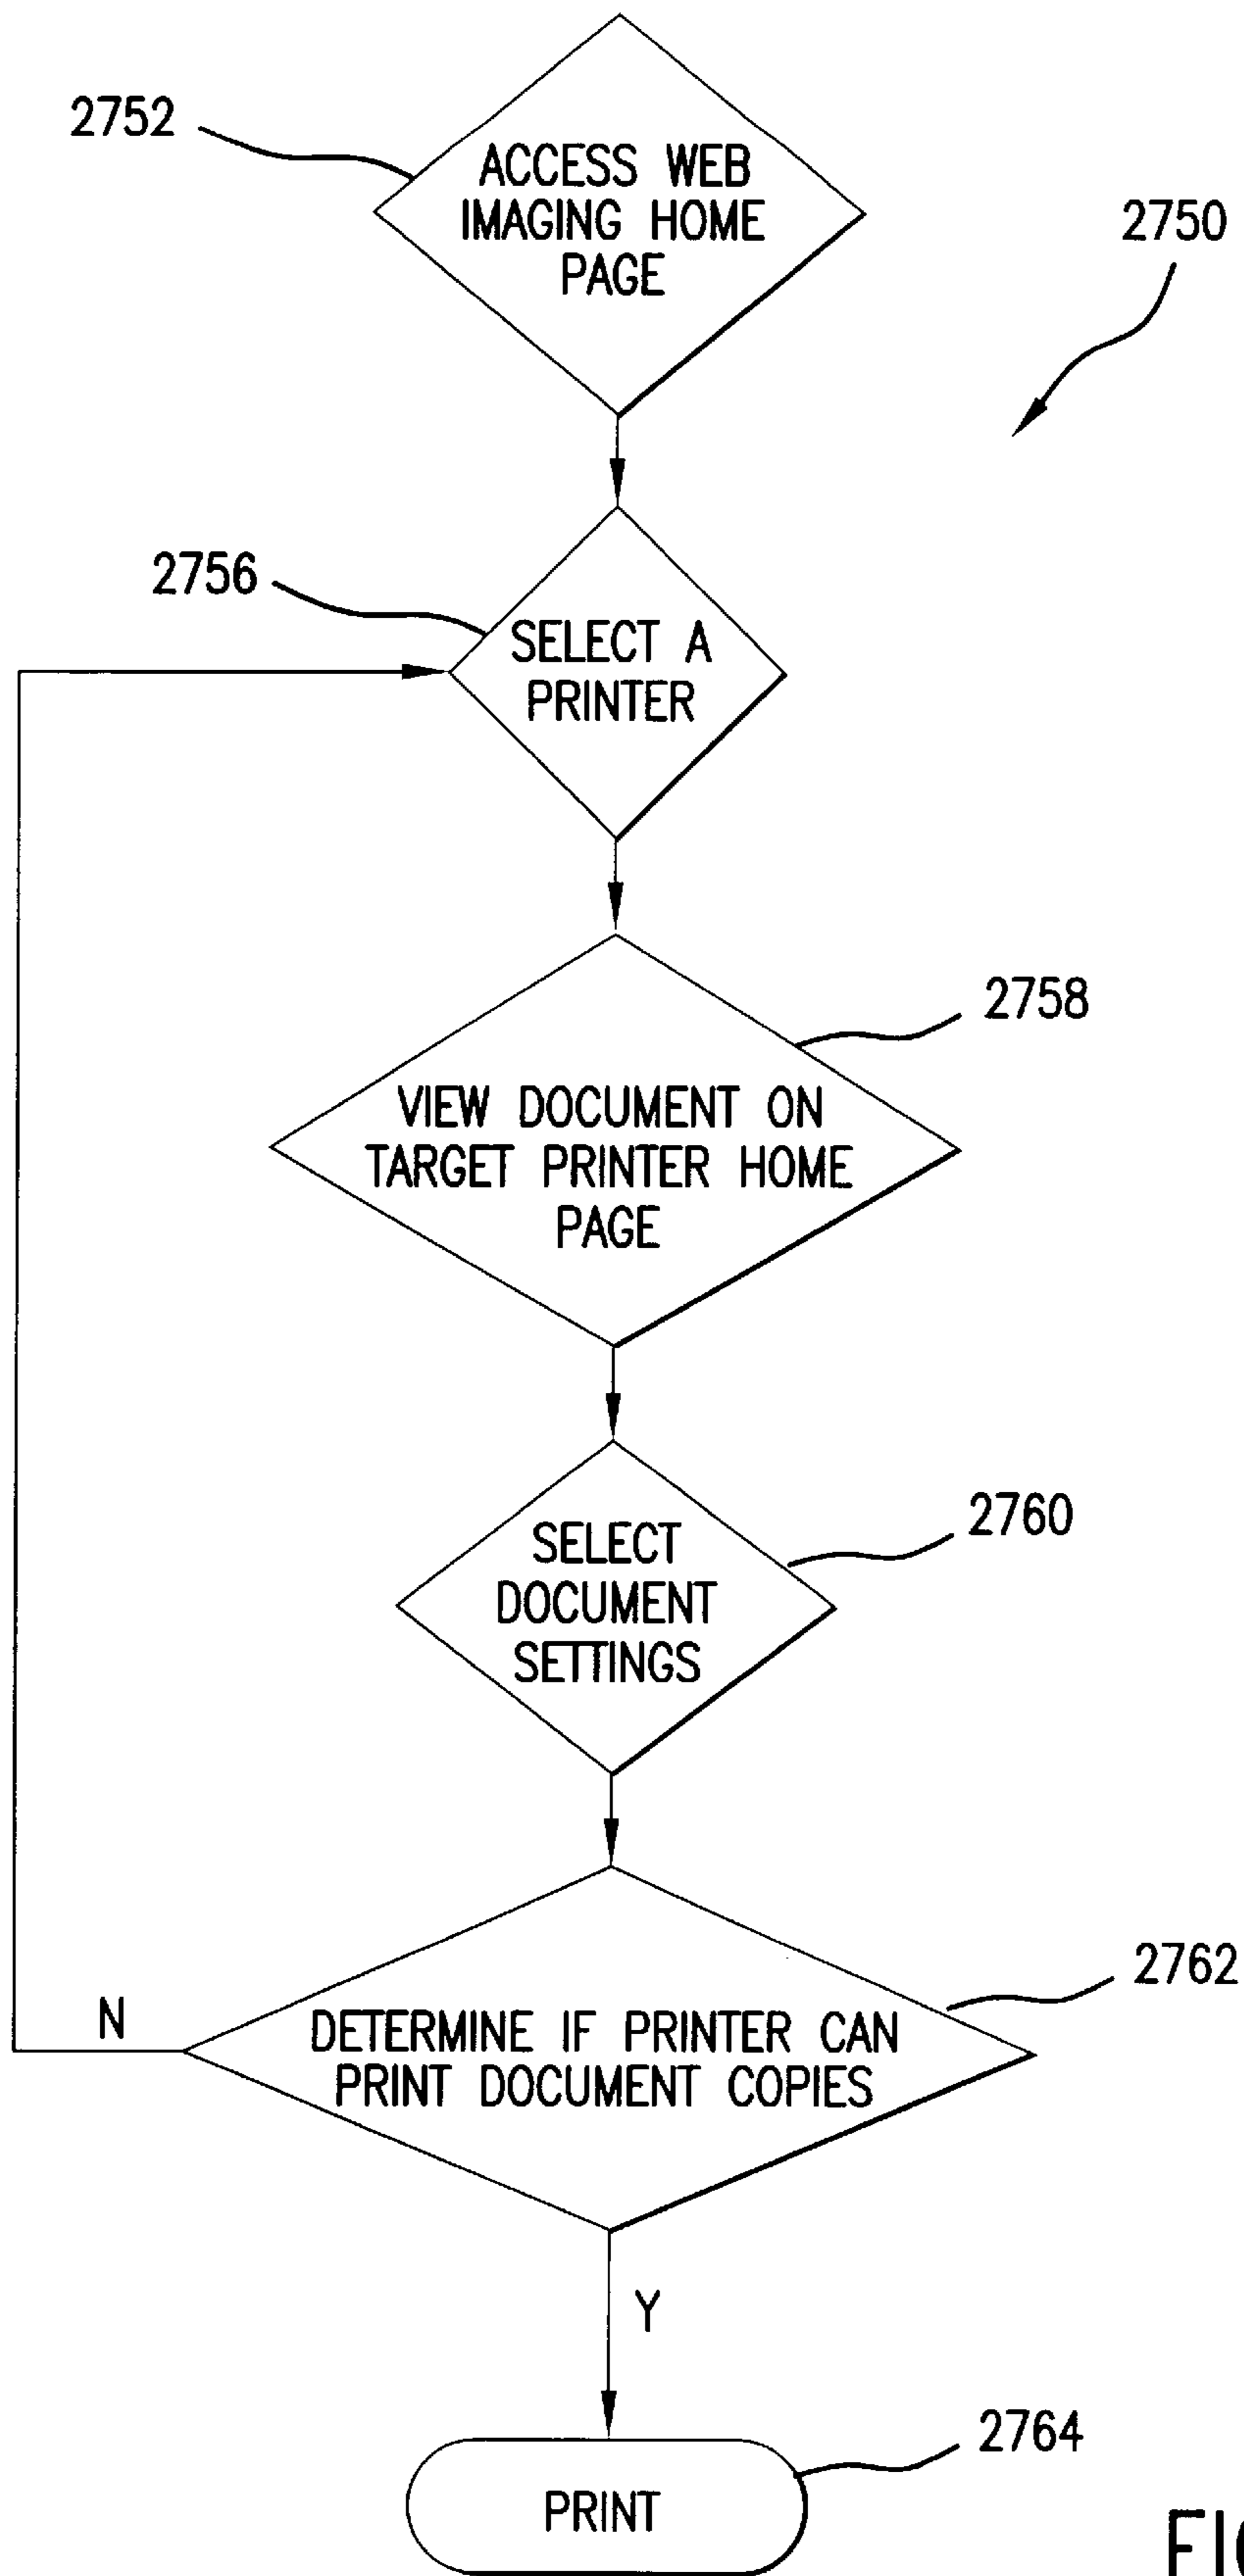 2752
ACCESS WEB
IMAGING HOME
PAGE
2750
2756
SELECT A
PRINTER
2758
VIEW DOCUMENT ON
TARGET PRINTER HOME
PAGE
2760
SELECT
DOCUMENT
SETTINGS
2762
N
DETERMINE IF PRINTER CAN
PRINT DOCUMENT COPIES
Y
2764
PRINT